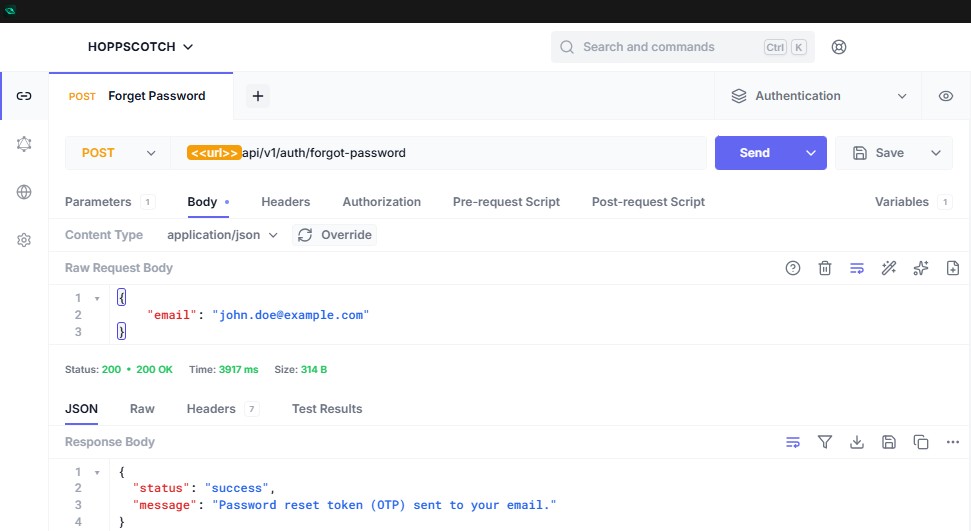 HOPPSCOTCH
Search and commands Ctrl K
POST Forget Password +
Authentication
POST <<url>>api/v1/auth/forgot-password Send Save
Parameters 1 Body Headers Authorization Pre-request Script Post-request Script Variables 1
Content Type application/json Override
Raw Request Body
1 {
2 "email": "john.doe@example.com"
3 }
Status: 200 • 200 OK Time: 3917 ms Size: 314 B
JSON Raw Headers 7 Test Results
Response Body
1 {
2 "status": "success",
3 "message": "Password reset token (OTP) sent to your email."
4 }